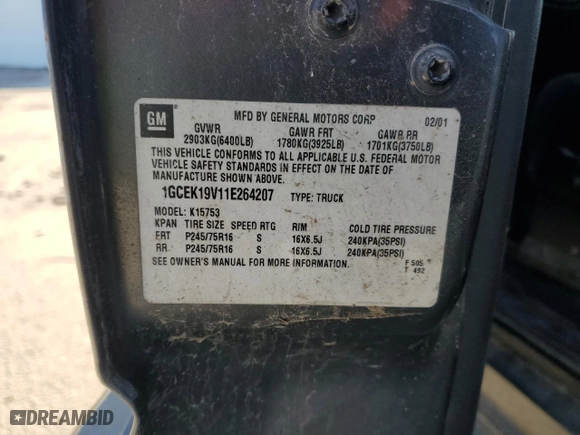 GM
MFD BY GENERAL MOTORS CORP 02/01
GVWR GAWR FRT GAWR RR
2903KG(6400LB) 1780KG(3925LB) 1701KG(3750LB)
THIS VEHICLE CONFORMS TO ALL APPLICABLE U.S. FEDERAL MOTOR
VEHICLE SAFETY STANDARDS IN EFFECT ON THE DATE OF
MANUFACTURE SHOWN ABOVE.
1GCEK19V11E264207 TYPE: TRUCK
MODEL: K15753
KPAN TIRE SIZE SPEED RTG RIM COLD TIRE PRESSURE
FRT P245/75R16 S 16X6.5J 240KPA(35PSI)
RR P245/75R16 S 16X6.5J 240KPA(35PSI)
SEE OWNER'S MANUAL FOR MORE INFORMATION.
F 505
T 492
DREAMBID